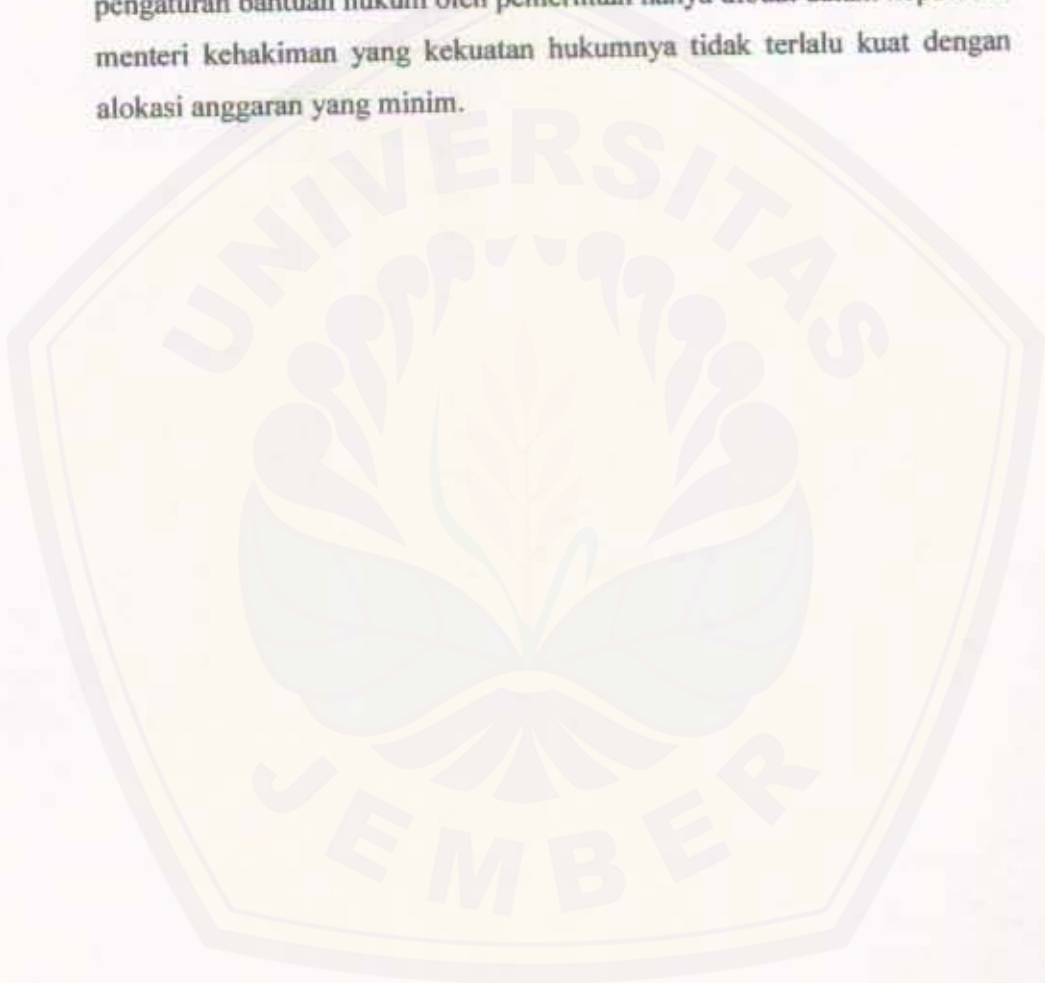 pengaturan bantuan hukum oleh pemerintah hanya dibuat dalam
menteri kehakiman yang kekuatan hukumnya tidak terlalu kuat dengan
alokasi anggaran yang minim.
UNIVERSITAS
JEMBER